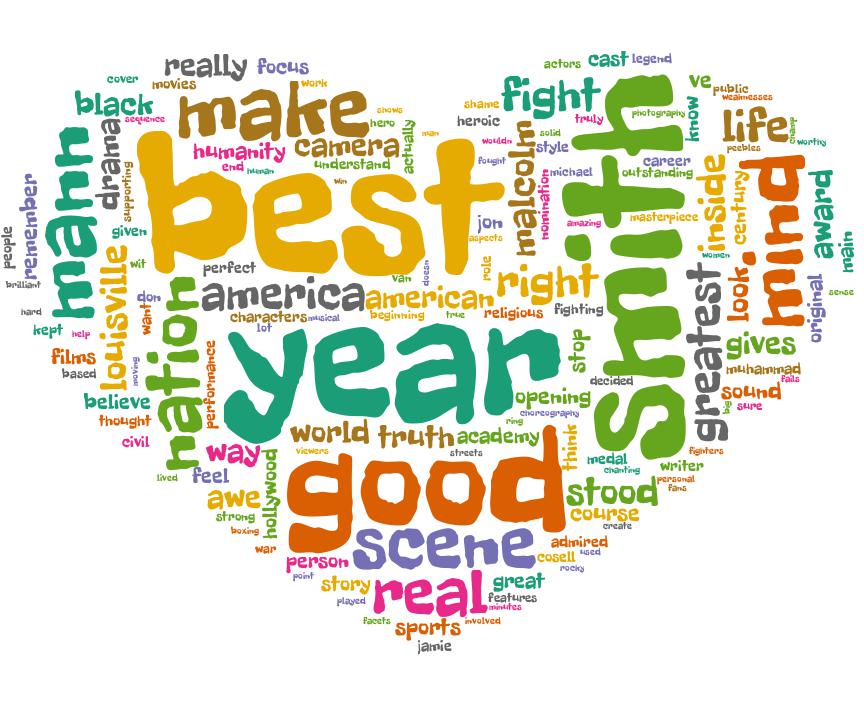 actors cast legend
really focus
cover
movies work
ve public
weaknesses
black
sequence
make
shows
hero
shame
fight
truly
photography
know
heroic
man
actually
solid
style
life
champ
worthy
peebles
humanity camera
end human
understand
wouldn
fought
best
win
drama
supporting
mann
remember
people
brilliant
malcolm
nomination
michael
career
outstanding
smith
inside
century
mind
award
main
given
wit
jon
aspects
role
amazing
masterpiece
women
perfect
van
doesn
right
look
original
sense
america american
don
want
characters musical
beginning true
religious fighting
lot
hard
kept help
louisville
nation
films
based
moving
performance
year
stop
decided
greatest
gives
muhammad
fails
sound
big sure
believe
thought
civil
opening
choreography
ring
way
world truth academy
viewers
streets
think
medal
chanting
fighters
writer
personal
fans
lived
feel
hollywood
good
awe
strong
boxing
war
stood
course
create
scene
admired
cosell used
rocky
person
point
story
real
great
features
minutes
played
facets
sports involved
jamie